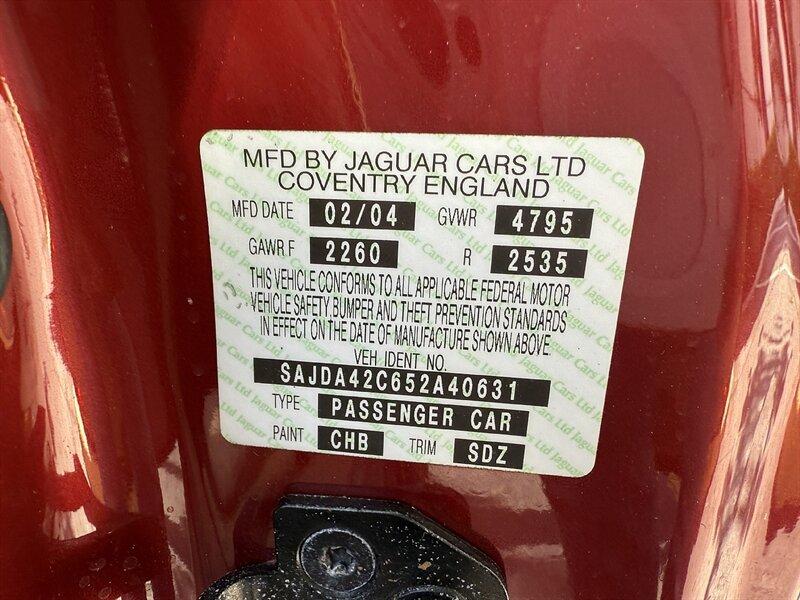 MFD BY JAGUAR CARS LTD
COVENTRY ENGLAND
MFD DATE 02/04 GVWR 4795
GAWR F 2260 R 2535
THIS VEHICLE CONFORMS TO ALL APPLICABLE FEDERAL MOTOR
VEHICLE SAFETY, BUMPER AND THEFT PREVENTION STANDARDS
IN EFFECT ON THE DATE OF MANUFACTURE SHOWN ABOVE.
VEH IDENT NO.
SAJDA42C652A40631
TYPE PASSENGER CAR
PAINT CHB TRIM SDZ